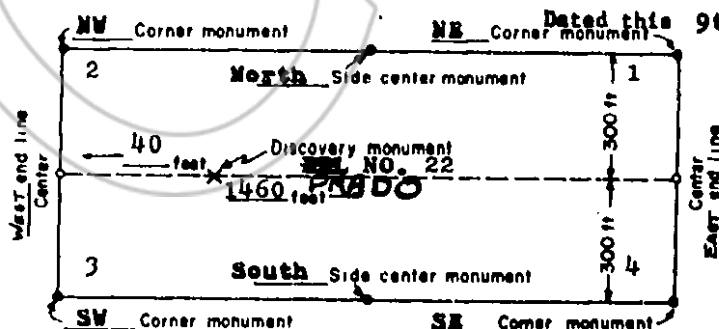 Dated this 9t
NW Corner monument NE Corner monument
2 North Side center monument 1
300 ft
40 feet Discovery monument
NO. 22
PRADO
1460 feet
WEST end line
Center
Center
EAST end line
300 ft
3 South Side center monument 4
SW Corner monument SE Corner monument